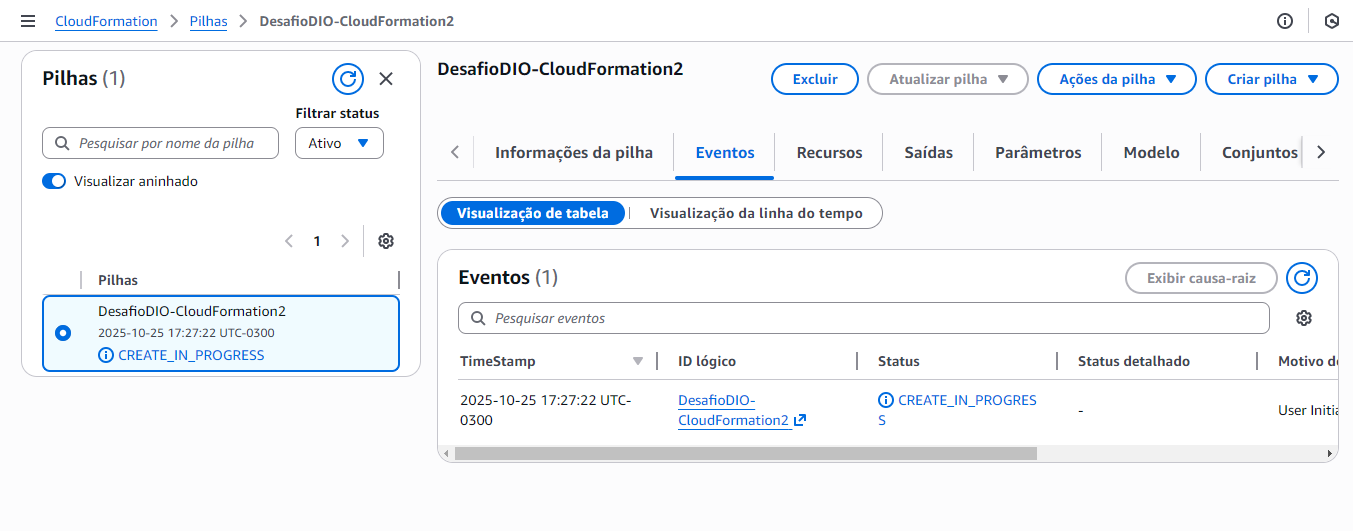 CloudFormation > Pilhas > DesafioDIO-CloudFormation2
Pilhas (1)
Filtrar status
Pesquisar por nome da pilha
Ativo
Visualizar aninhado
1
Pilhas
DesafioDIO-CloudFormation2
2025-10-25 17:27:22 UTC-0300
CREATE_IN_PROGRESS
DesafioDIO-CloudFormation2
Excluir
Atualizar pilha
Ações da pilha
Criar pilha
Informações da pilha
Eventos
Recursos
Saídas
Parâmetros
Modelo
Conjuntos
Visualização de tabela
Visualização da linha do tempo
Eventos (1)
Exibir causa-raiz
Pesquisar eventos
TimeStamp
ID lógico
Status
Status detalhado
Motivo d
2025-10-25 17:27:22 UTC-
0300
DesafioDIO-
CloudFormation2
CREATE_IN_PROGRES
S
-
User Initia